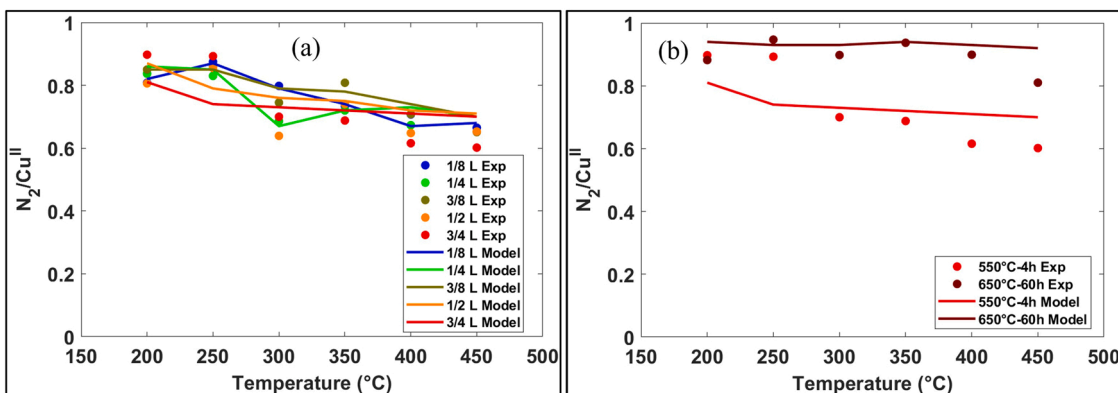 (a)
N₂/Cuᴵᴵ
1
0.8
0.6
0.4
0.2
0
150 200 250 300 350 400 450 500
Temperature (°C)
1/8 L Exp
1/4 L Exp
3/8 L Exp
1/2 L Exp
3/4 L Exp
1/8 L Model
1/4 L Model
3/8 L Model
1/2 L Model
3/4 L Model
(b)
N₂/Cuᴵᴵ
1
0.8
0.6
0.4
0.2
0
150 200 250 300 350 400 450 500
Temperature (°C)
550°C-4h Exp
650°C-60h Exp
550°C-4h Model
650°C-60h Model